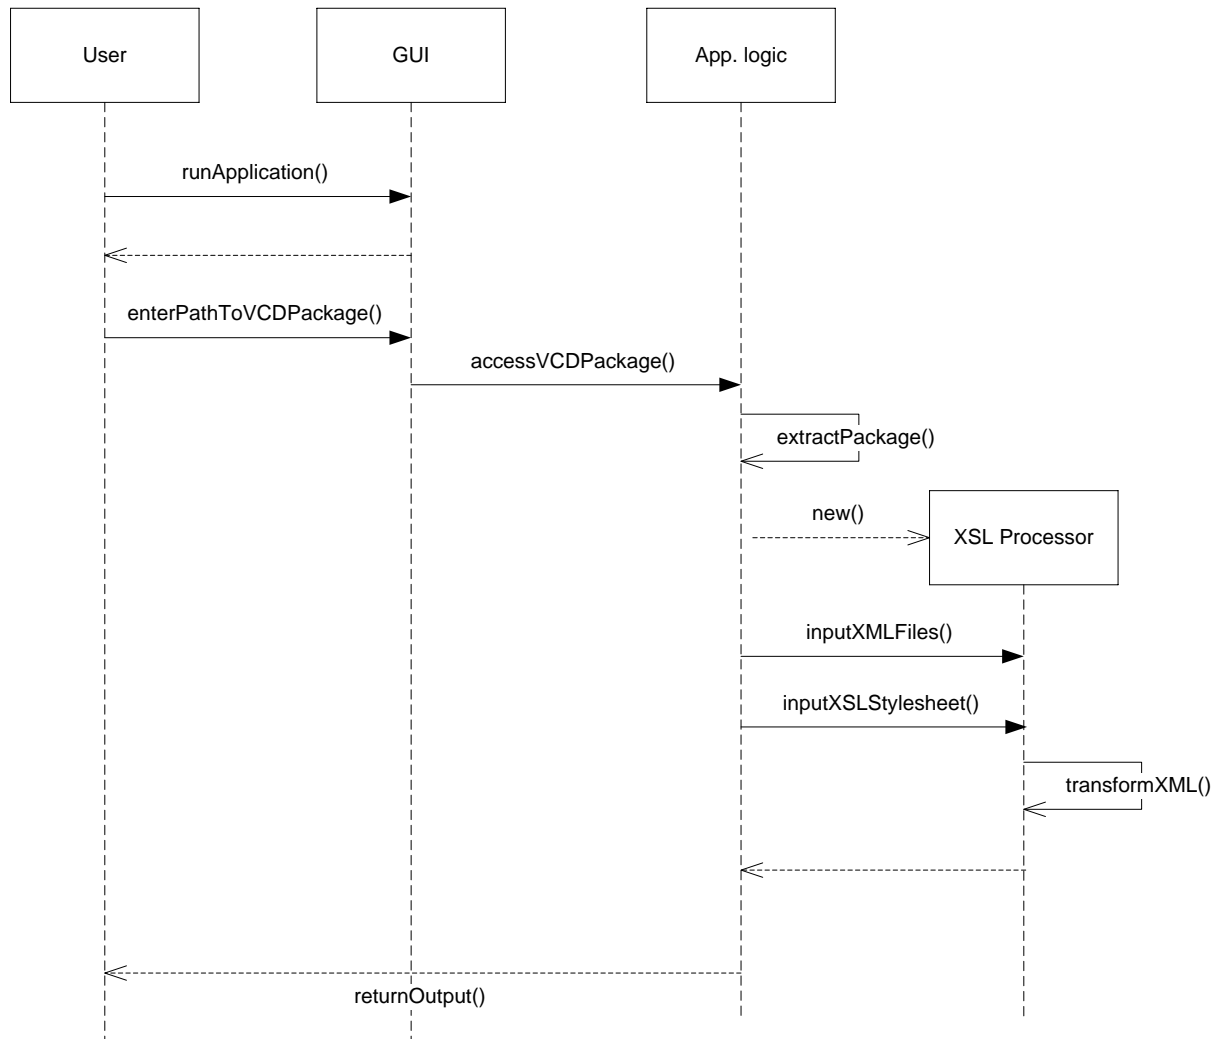 User
GUI
App. logic
runApplication()
enterPathToVCDPackage()
accessVCDPackage()
extractPackage()
new()
XSL Processor
inputXMLFiles()
inputXSLStylesheet()
transformXML()
returnOutput()